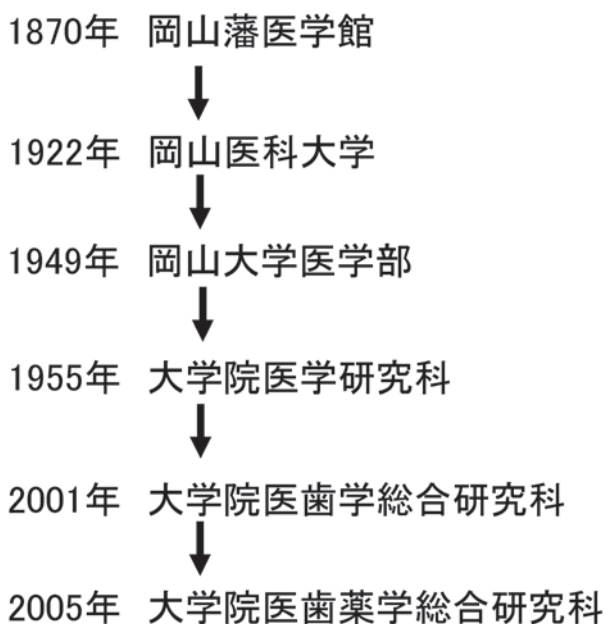 1870年 岡山藩医学館
1922年 岡山医科大学
1949年 岡山大学医学部
1955年 大学院医学研究科
2001年 大学院医歯学総合研究科
2005年 大学院医歯薬学総合研究科